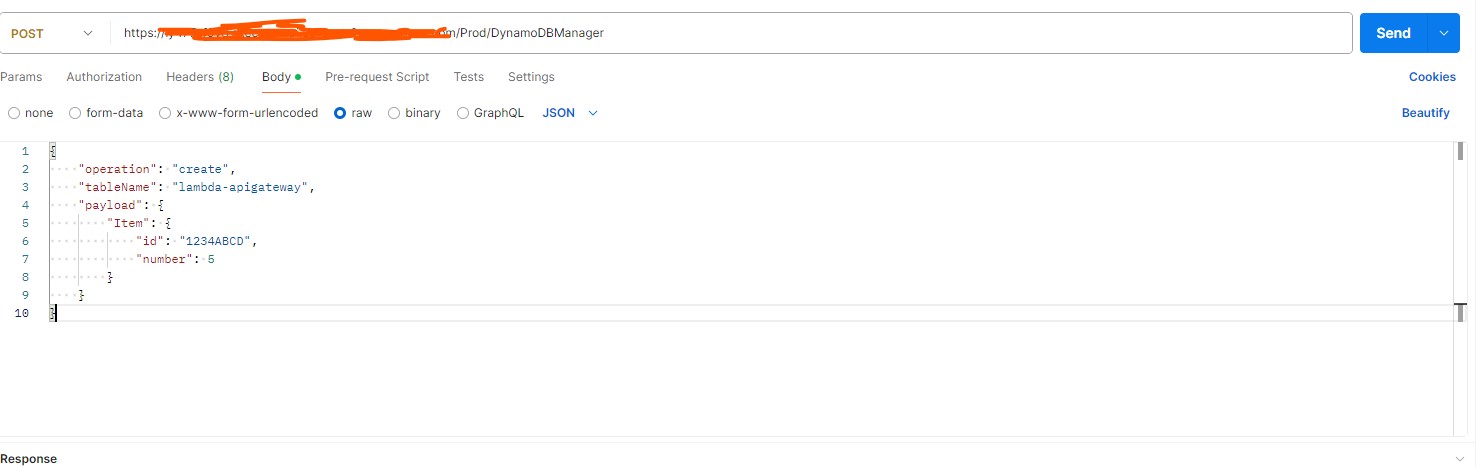 POST https:// m/Prod/DynamoDBManager Send
Params Authorization Headers (8) Body Pre-request Script Tests Settings Cookies
none form-data x-www-form-urlencoded raw binary GraphQL JSON Beautify
1 {
2 "operation": "create",
3 "tableName": "lambda-apigateway",
4 "payload": {
5 "Item": {
6 "id": "1234ABCD",
7 "number": 5
8 }
9 }
10 }
Response